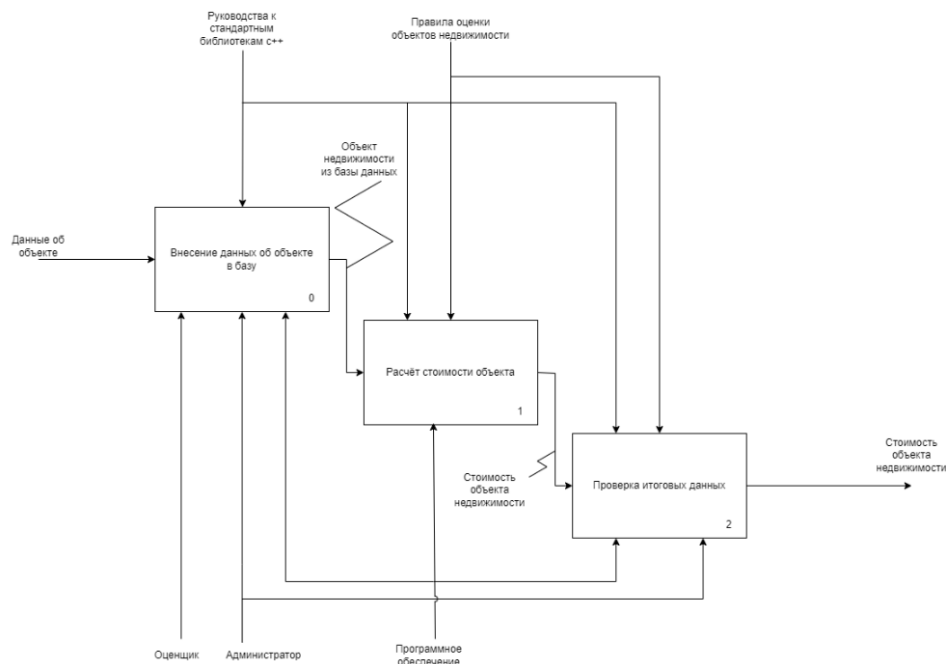 Руководства к
стандартным
библиотекам c++
Правила оценки
объектов недвижимости
Объект
недвижимости
из базы данных
Данные об
объекте
Внесение данных об объекте
в базу
0
Расчёт стоимости объекта
1
Стоимость
объекта
недвижимости
Проверка итоговых данных
2
Стоимость
объекта
недвижимости
Оценщик
Администратор
Программное
обеспечение